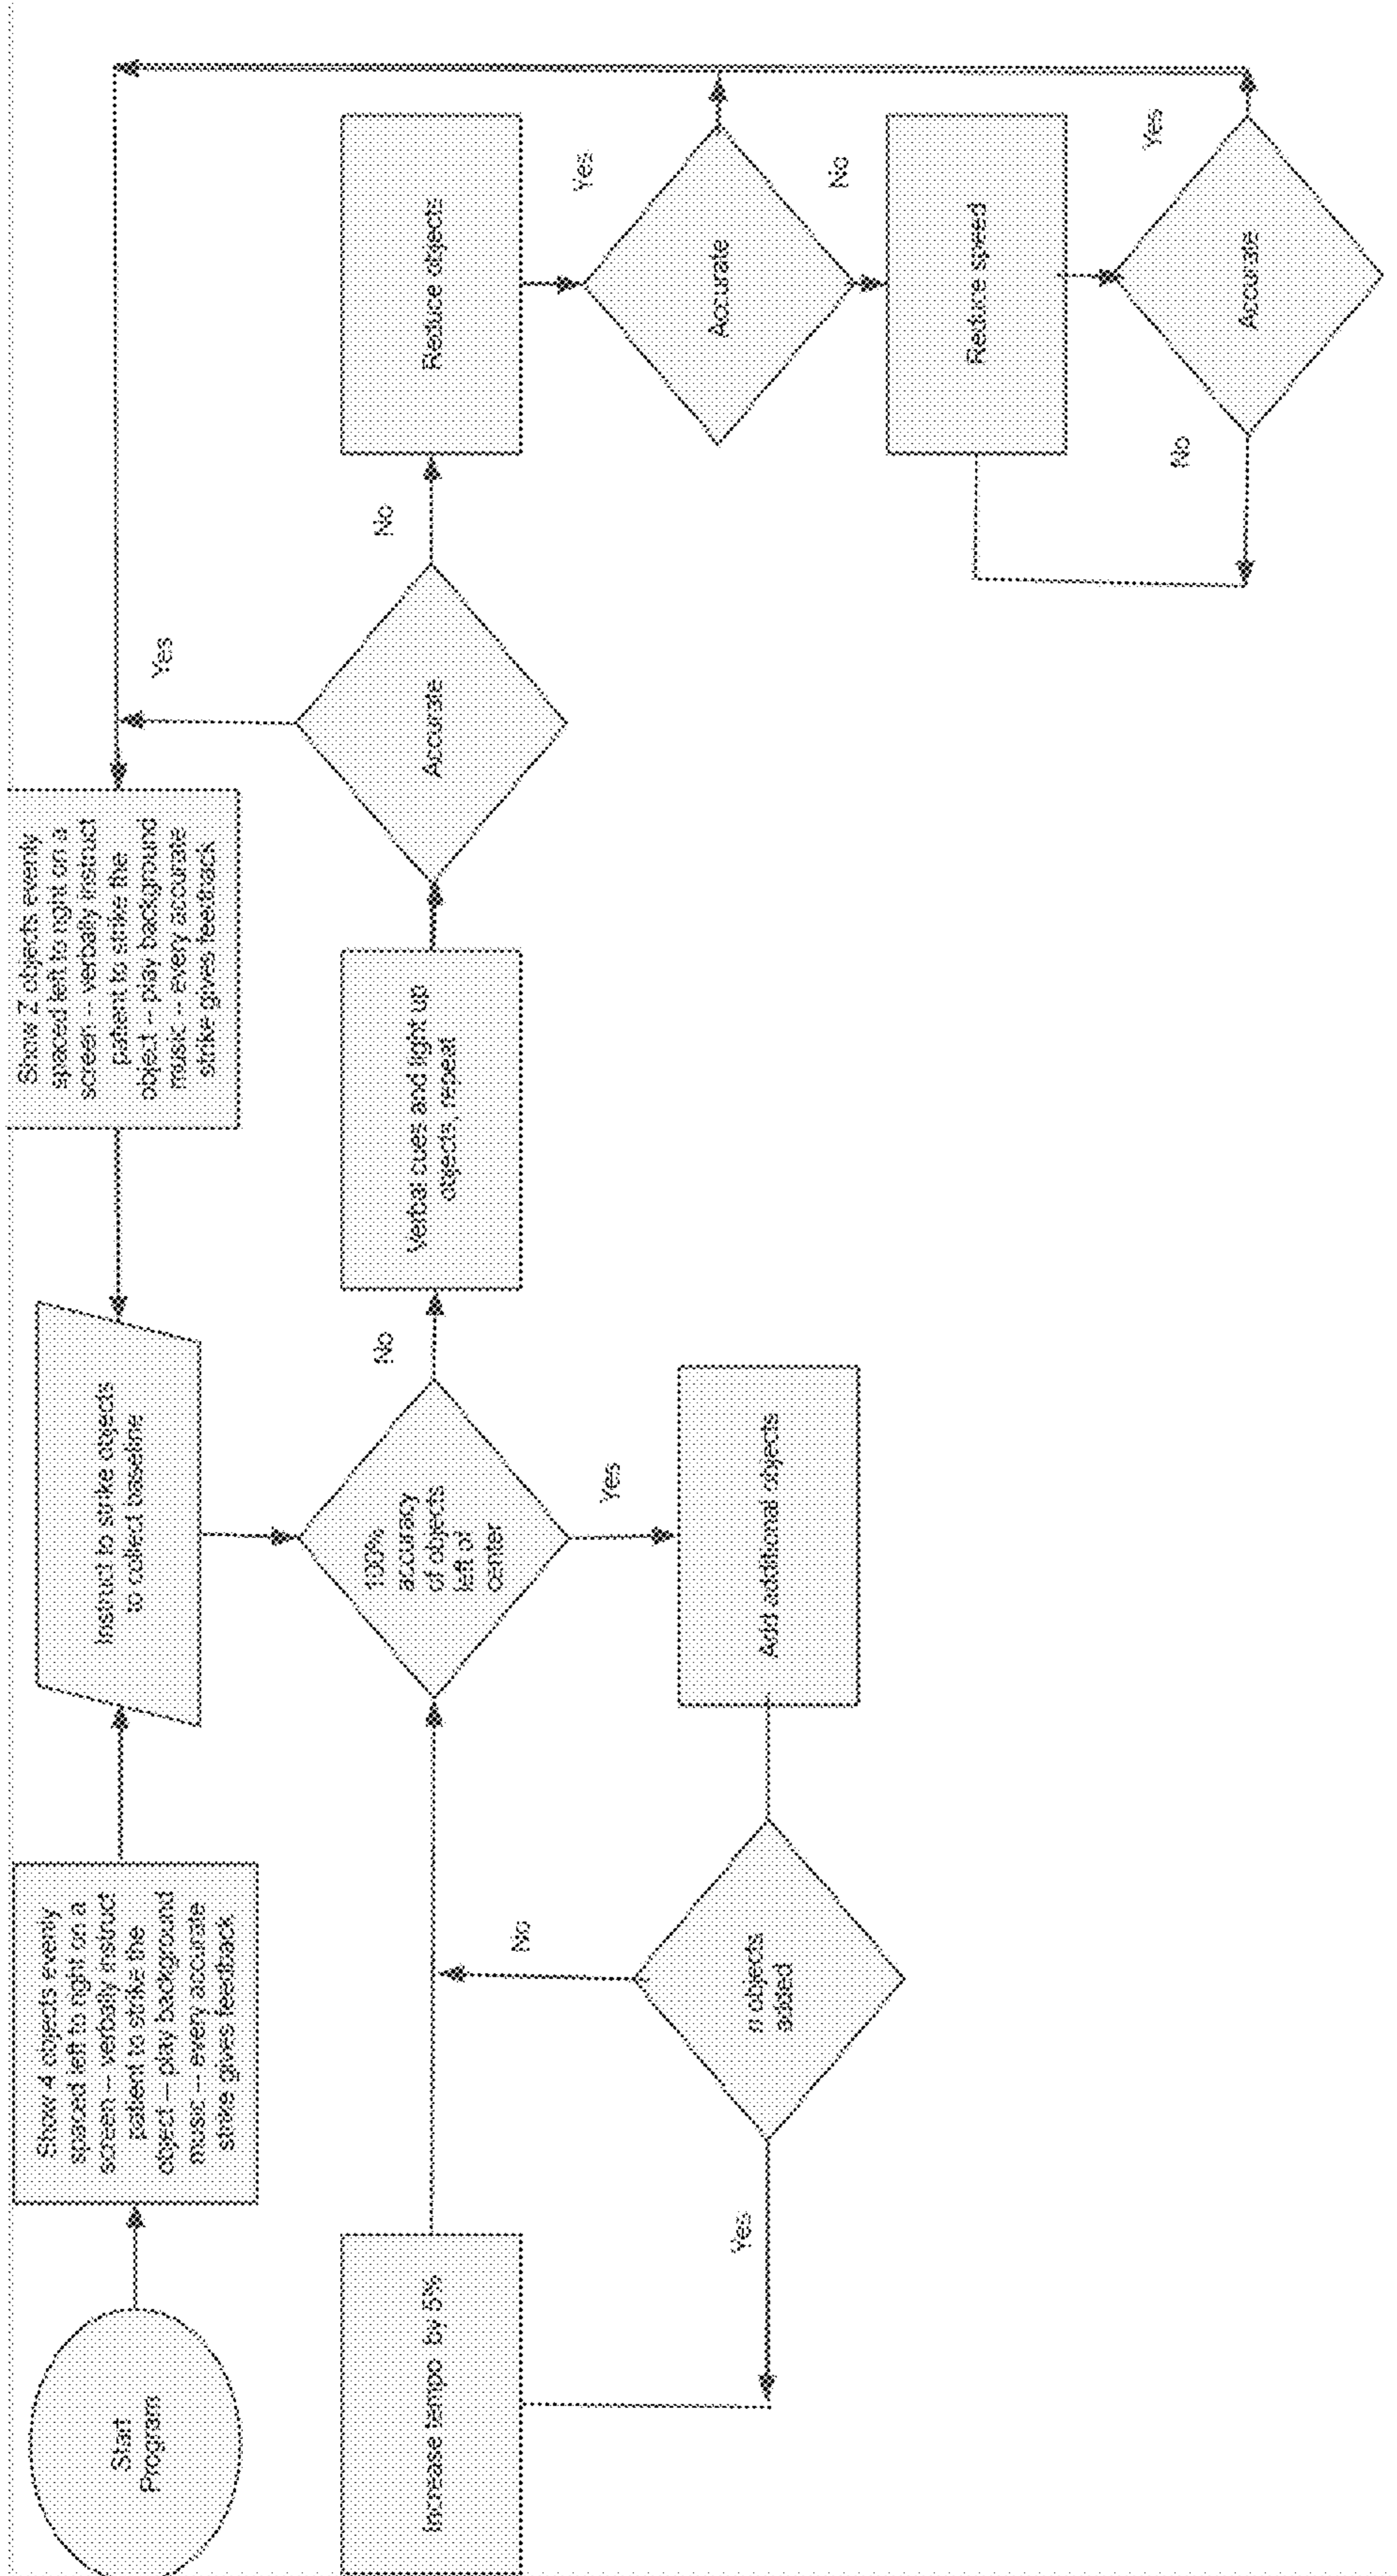 Start
Program
Show 4 objects evenly
spaced left to right on a
screen -- verbally instruct
patient to strike the
object -- play background
music -- every accurate
strike gives feedback
Instruct to strike objects
to collect baseline
Show 2 objects evenly
spaced left to right on a
screen -- verbally instruct
patient to strike the
object -- play background
music -- every accurate
strike gives feedback
Yes
Increase tempo by 5%
No
100%
accuracy
of objects
left of
center
No
Verbal cues and light up
objects, repeat
Accurate
No
Reduce objects
Yes
Yes
n objects
added
Yes
Add additional objects
Accurate
No
Reduce speed
Yes
No
Accurate